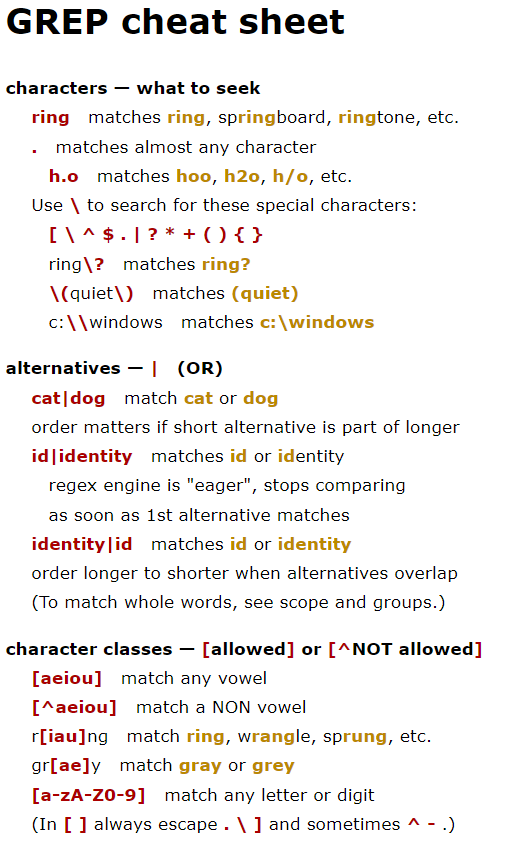 GREP cheat sheet
characters — what to seek
ring matches ring, springboard, ringtone, etc.
. matches almost any character
h.o matches hoo, h2o, h/o, etc.
Use \ to search for these special characters:
[ \ ^ $ . | ? * + ( ) { }
ring\? matches ring?
\(quiet\) matches (quiet)
c:\\windows matches c:\windows
alternatives — | (OR)
cat|dog match cat or dog
order matters if short alternative is part of longer
id|identity matches id or identity
regex engine is "eager", stops comparing
as soon as 1st alternative matches
identity|id matches id or identity
order longer to shorter when alternatives overlap
(To match whole words, see scope and groups.)
character classes — [allowed] or [^NOT allowed]
[aeiou] match any vowel
[^aeiou] match a NON vowel
r[iau]ng match ring, wrangle, sprung, etc.
gr[ae]y match gray or grey
[a-zA-Z0-9] match any letter or digit
(In [ ] always escape . \ ] and sometimes ^ - .)